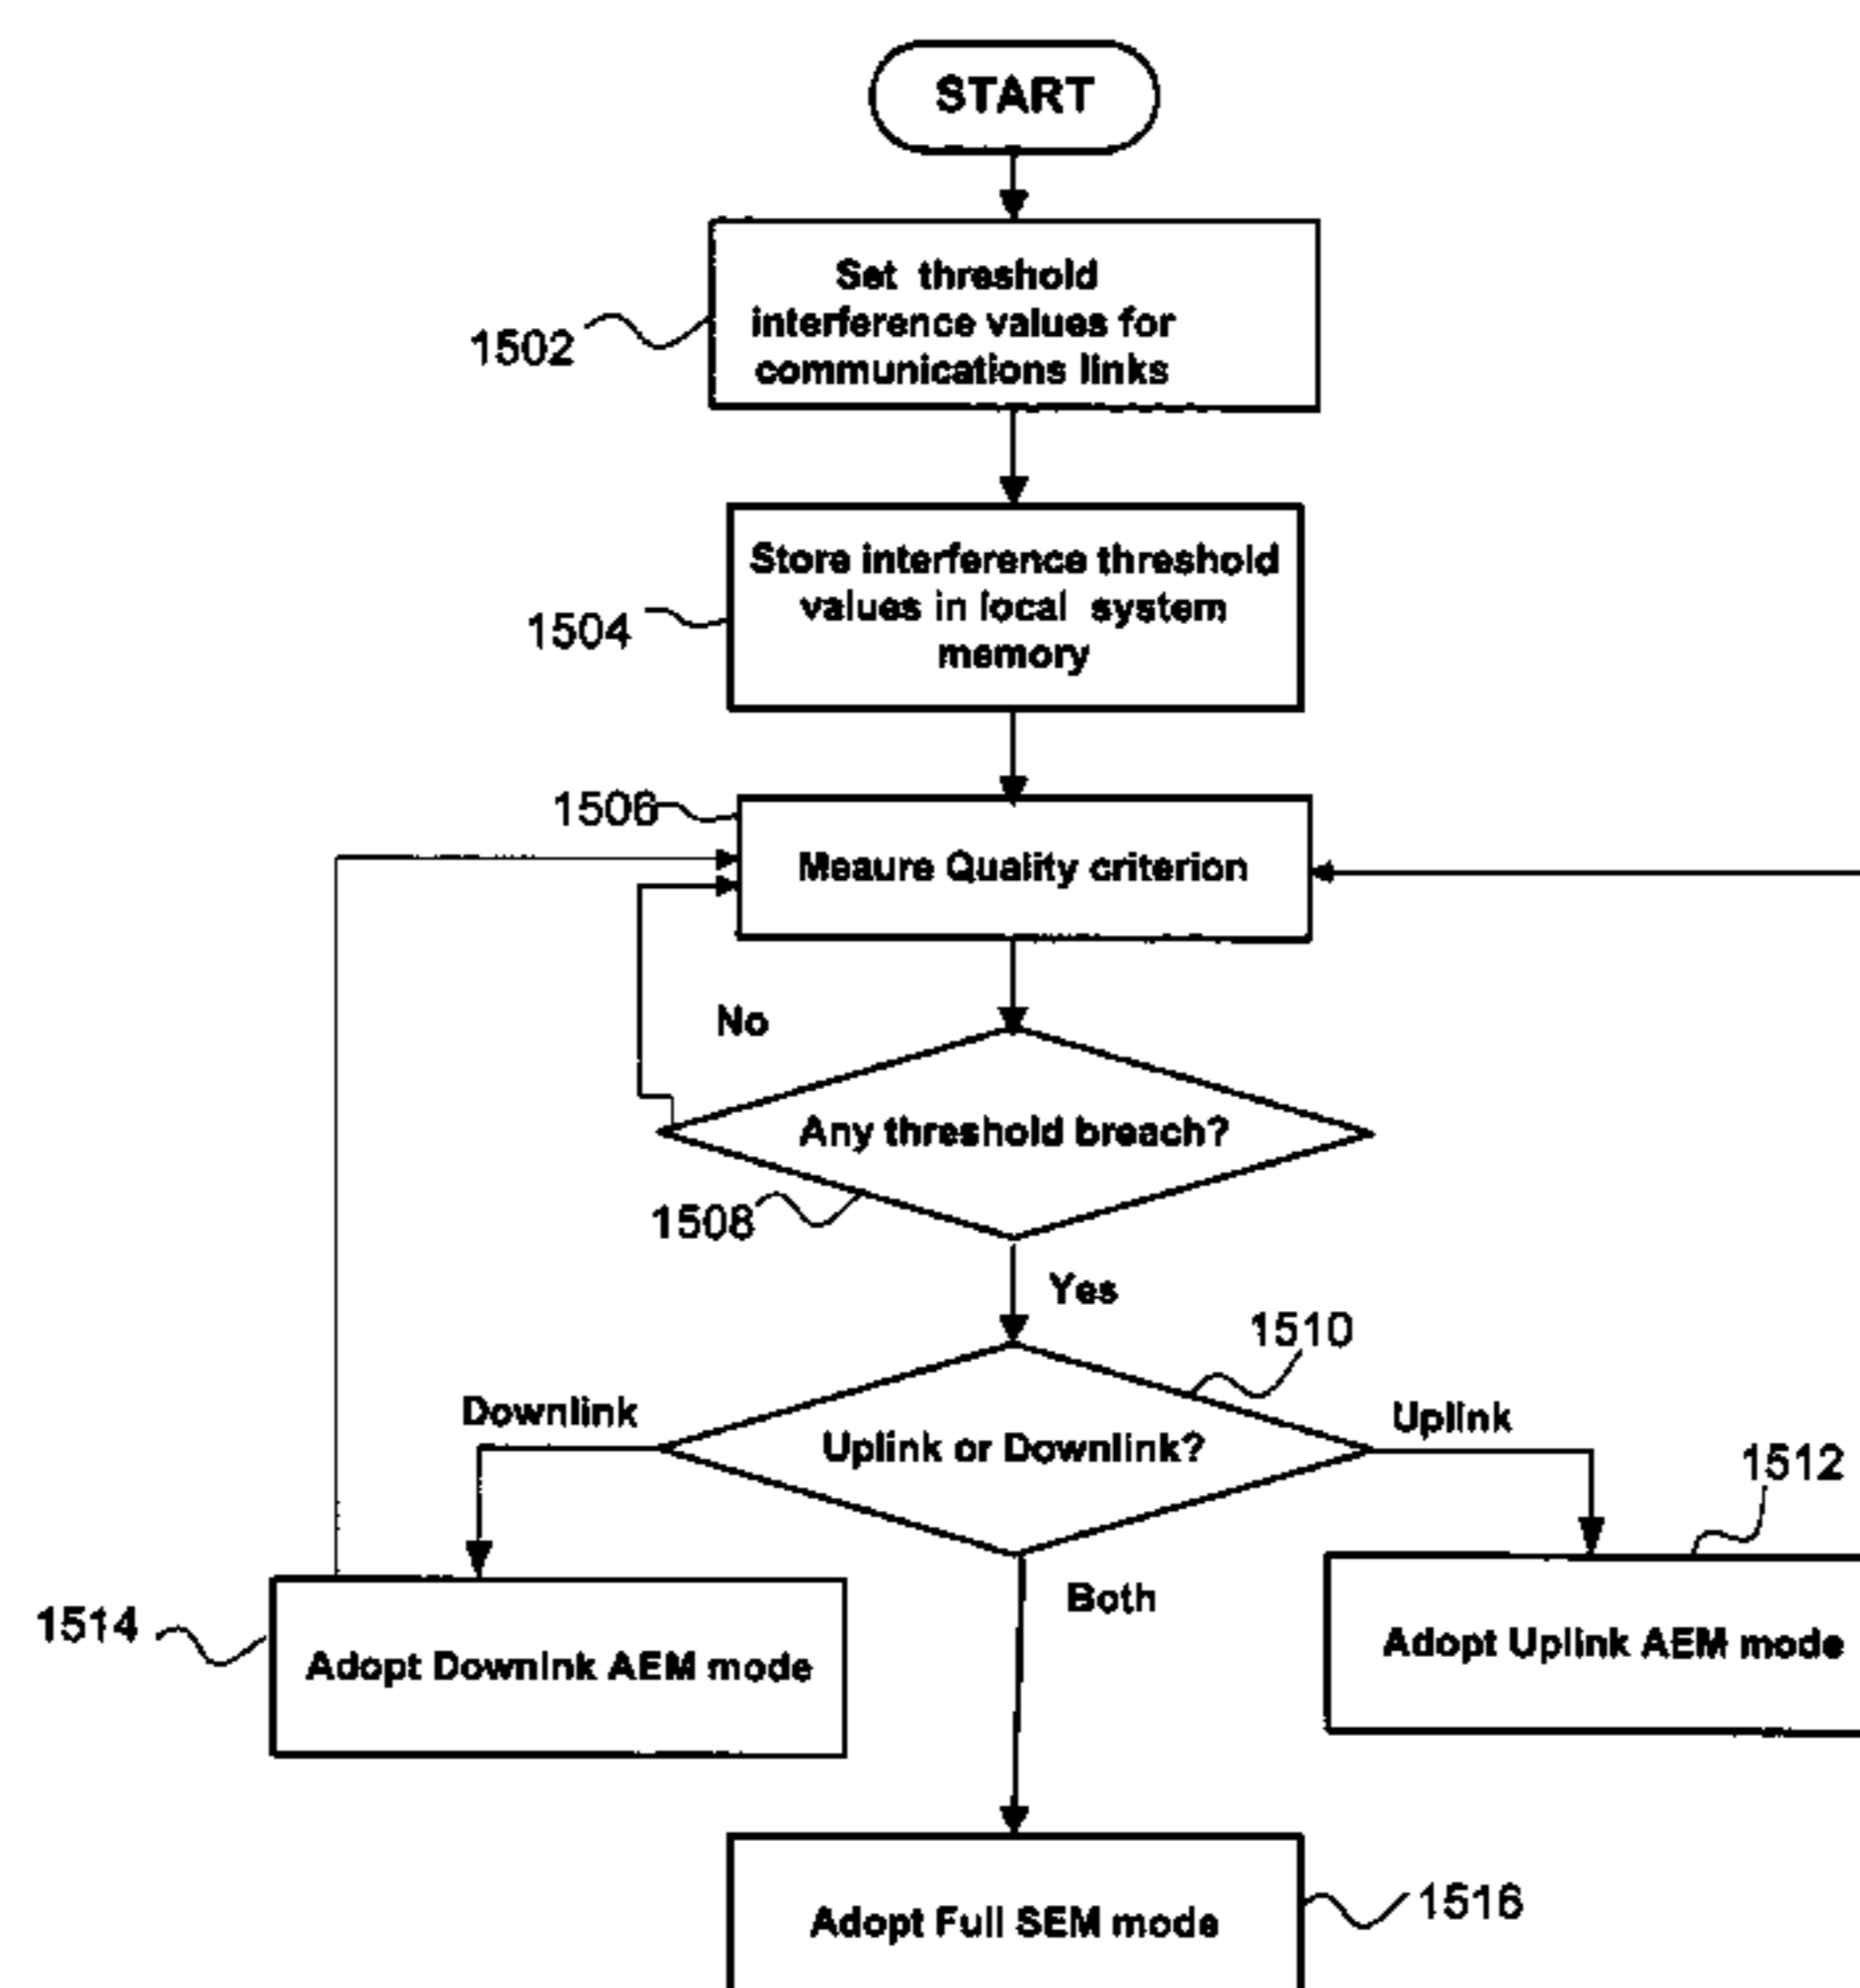 START
Set threshold
interference values for
communications links
1502
Store interference threshold
values in local system
memory
1504
1506
Meaure Quality criterion
No
Any threshold breach?
1508
Yes
1510
Downlink
Uplink or Downlink?
Uplink
1512
Both
1514
Adopt Downlnk AEM mode
Adopt Uplink AEM mode
Adopt Full SEM mode
1516